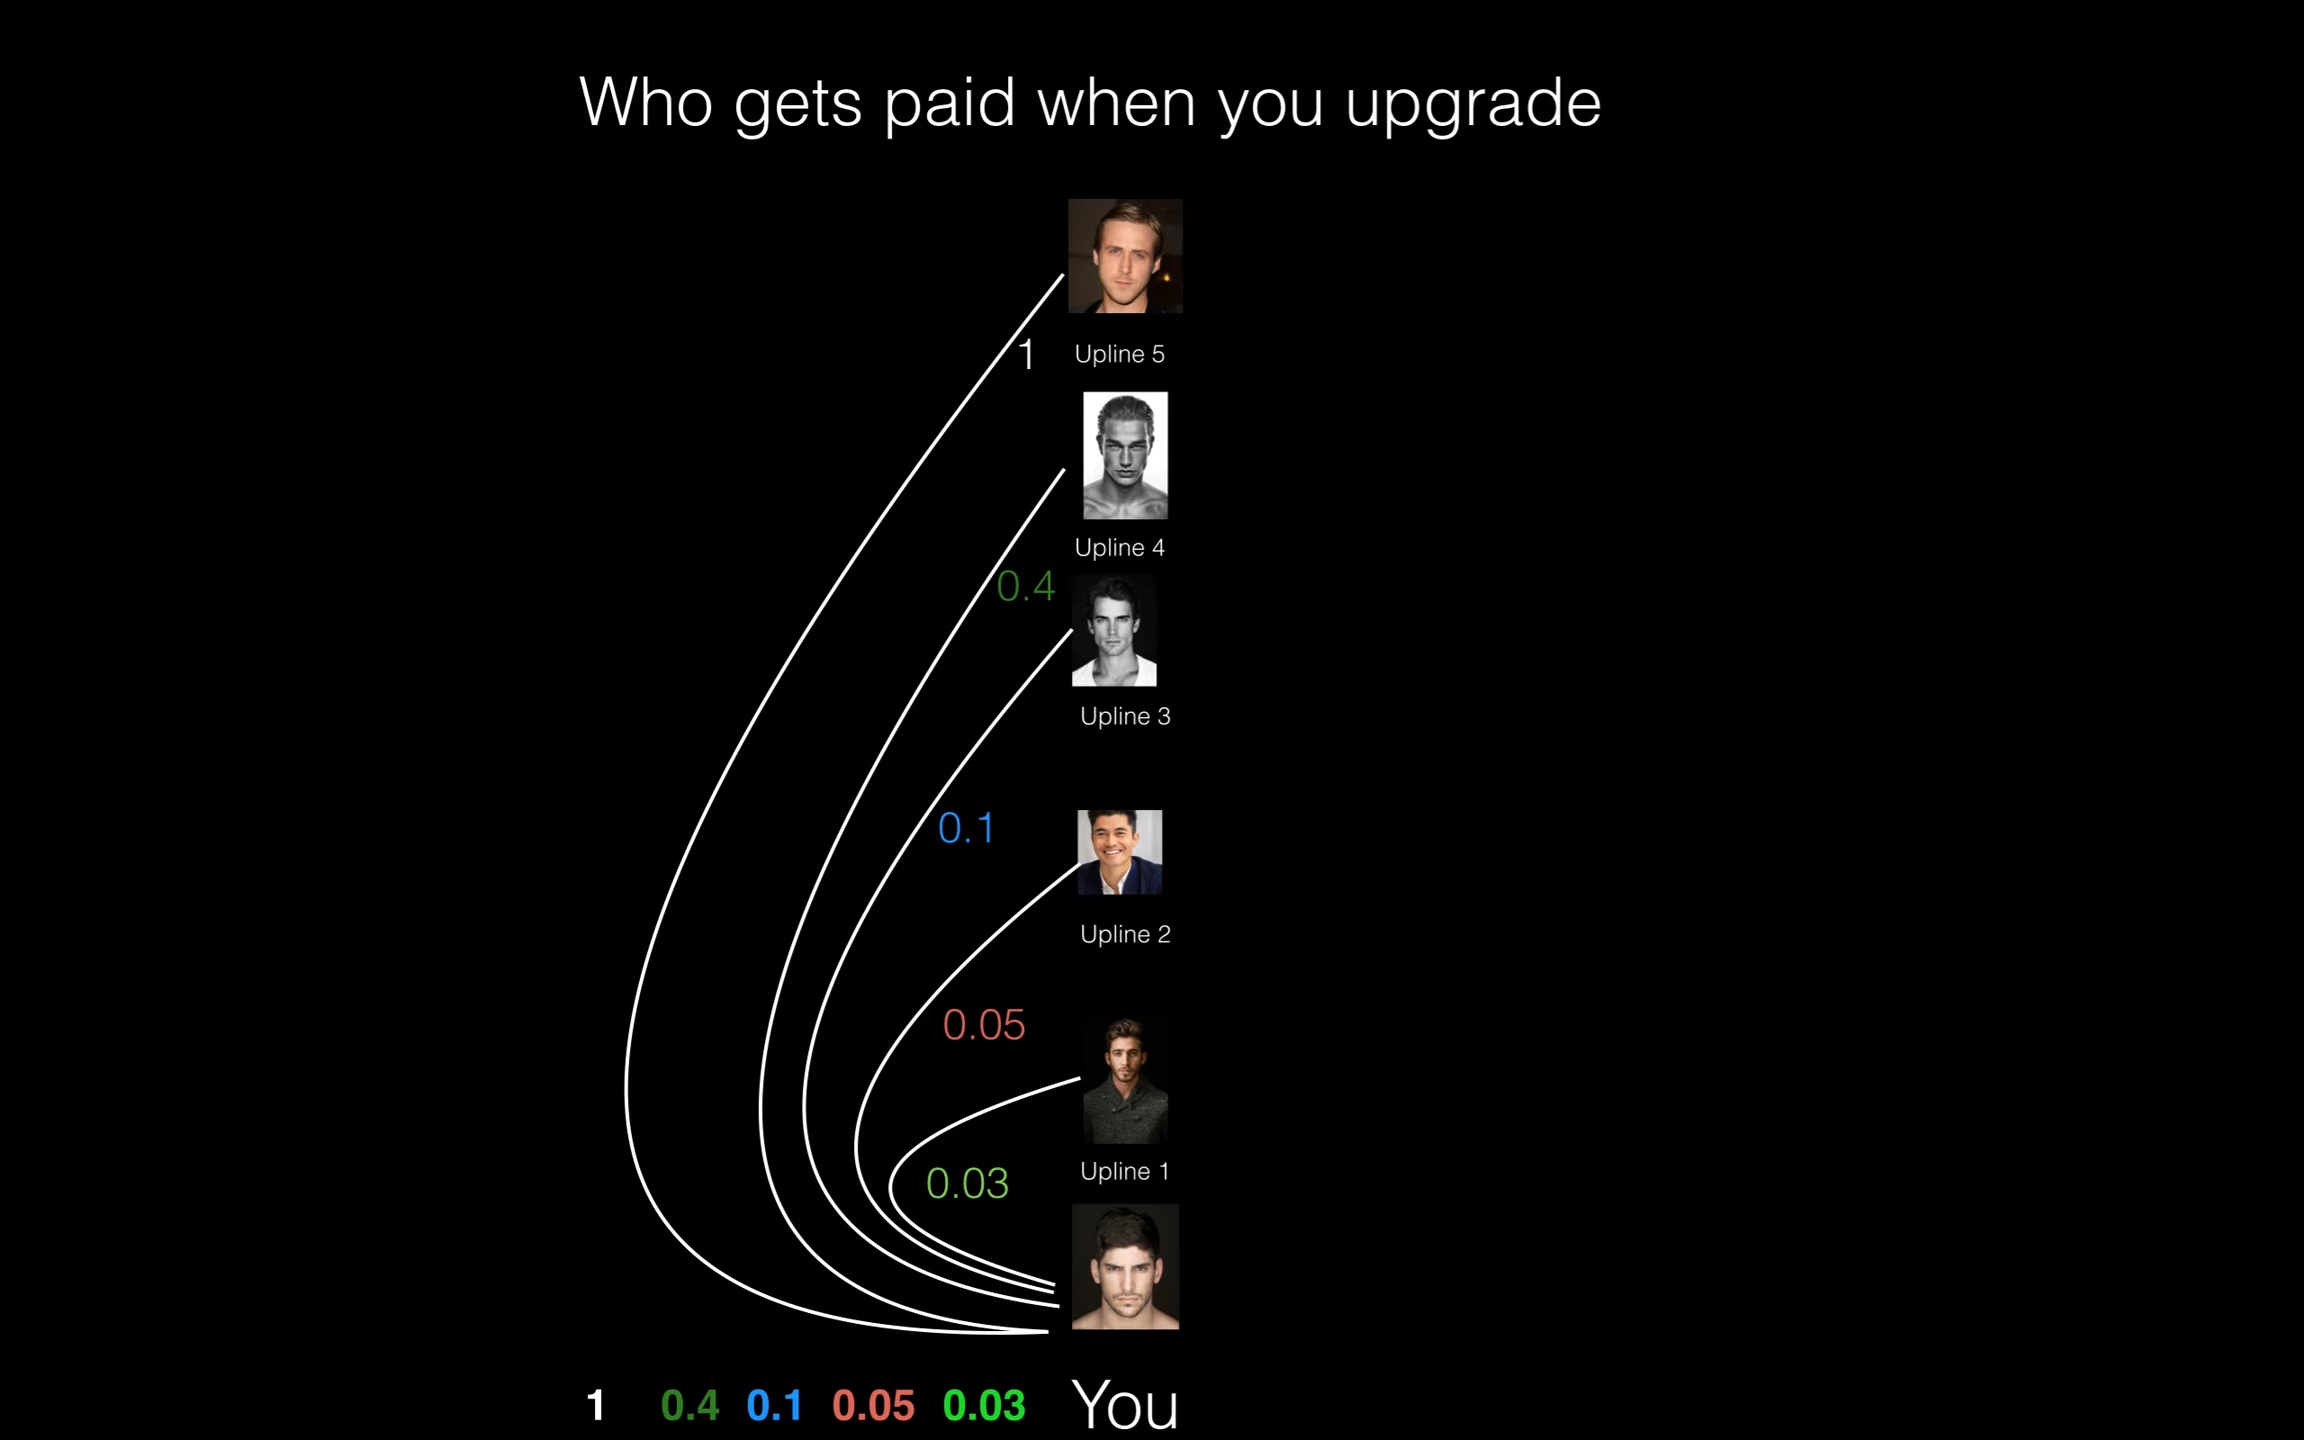 Who gets paid when you upgrade
1 Upline 5
Upline 4
0.4
Upline 3
0.1
Upline 2
0.05
Upline 1
0.03
1 0.4 0.1 0.05 0.03 You